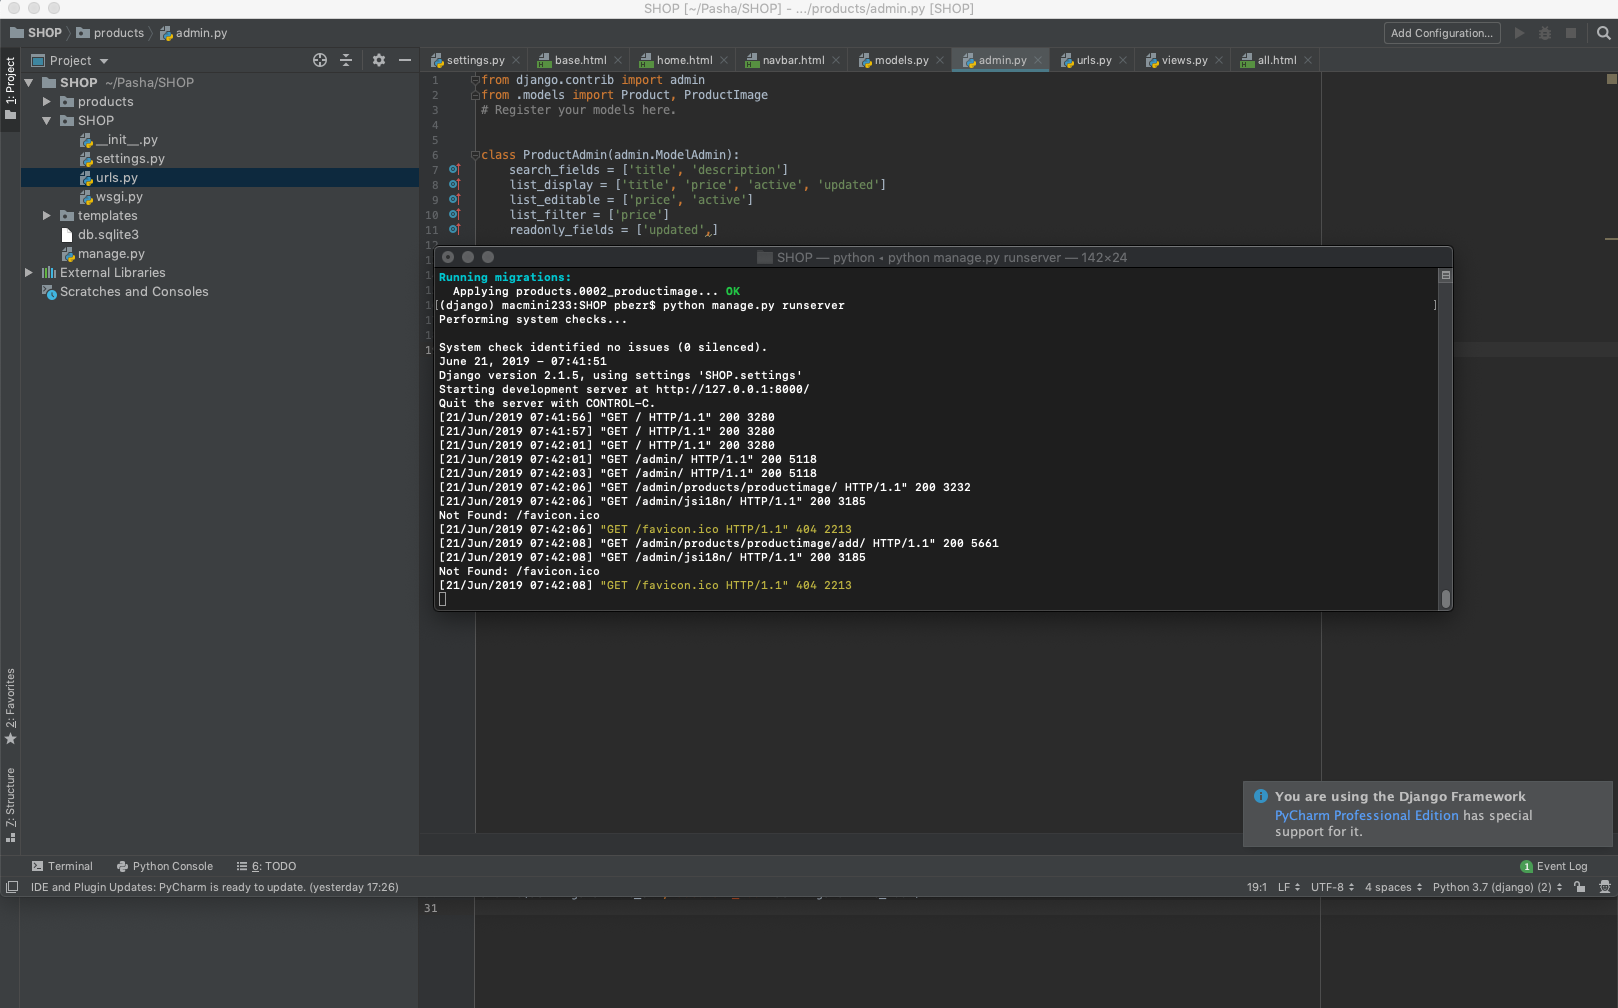 SHOP [~/Pasha/SHOP] - .../products/admin.py [SHOP]
SHOP products admin.py
Add Configuration...
Project
settings.py base.html home.html navbar.html models.py admin.py urls.py views.py all.html
1: Project
2: Favorites
7: Structure
SHOP ~/Pasha/SHOP
products
SHOP
__init__.py
settings.py
urls.py
wsgi.py
templates
db.sqlite3
manage.py
External Libraries
Scratches and Consoles
1 from django.contrib import admin
2 from .models import Product, ProductImage
3 # Register your models here.
4
5
6 class ProductAdmin(admin.ModelAdmin):
7 search_fields = ['title', 'description']
8 list_display = ['title', 'price', 'active', 'updated']
9 list_editable = ['price', 'active']
10 list_filter = ['price']
11 readonly_fields = ['updated',]
12
SHOP — python • python manage.py runserver — 142×24
Running migrations:
Applying products.0002_productimage... OK
[(django) macmini233:SHOP pbezr$ python manage.py runserver ]
Performing system checks...
System check identified no issues (0 silenced).
June 21, 2019 - 07:41:51
Django version 2.1.5, using settings 'SHOP.settings'
Starting development server at http://127.0.0.1:8000/
Quit the server with CONTROL-C.
[21/Jun/2019 07:41:56] "GET / HTTP/1.1" 200 3280
[21/Jun/2019 07:41:57] "GET / HTTP/1.1" 200 3280
[21/Jun/2019 07:42:01] "GET / HTTP/1.1" 200 3280
[21/Jun/2019 07:42:01] "GET /admin/ HTTP/1.1" 200 5118
[21/Jun/2019 07:42:03] "GET /admin/ HTTP/1.1" 200 5118
[21/Jun/2019 07:42:06] "GET /admin/products/productimage/ HTTP/1.1" 200 3232
[21/Jun/2019 07:42:06] "GET /admin/jsi18n/ HTTP/1.1" 200 3185
Not Found: /favicon.ico
[21/Jun/2019 07:42:06] "GET /favicon.ico HTTP/1.1" 404 2213
[21/Jun/2019 07:42:08] "GET /admin/products/productimage/add/ HTTP/1.1" 200 5661
[21/Jun/2019 07:42:08] "GET /admin/jsi18n/ HTTP/1.1" 200 3185
Not Found: /favicon.ico
[21/Jun/2019 07:42:08] "GET /favicon.ico HTTP/1.1" 404 2213
You are using the Django Framework
PyCharm Professional Edition has special
support for it.
Terminal Python Console 6: TODO
1 Event Log
IDE and Plugin Updates: PyCharm is ready to update. (yesterday 17:26)
19:1 LF UTF-8 4 spaces Python 3.7 (django) (2)
31